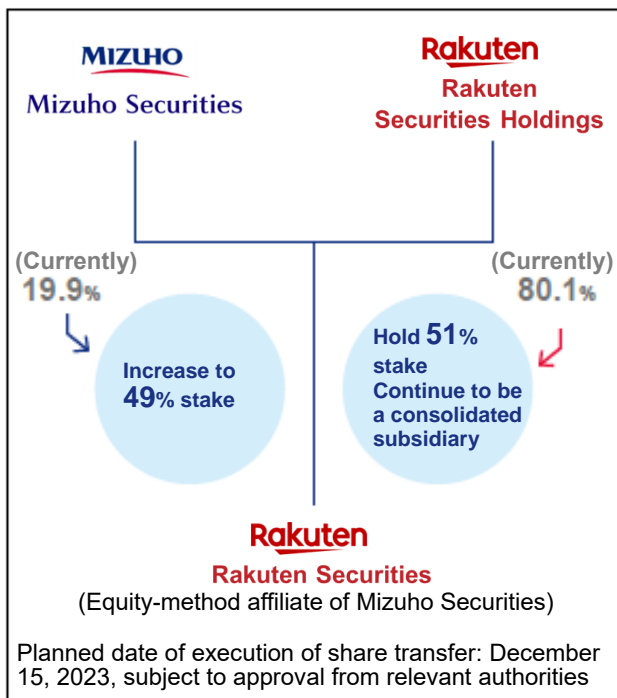 MIZUHO
Mizuho Securities
Rakuten
Rakuten
Securities Holdings
(Currently)
19.9%
(Currently)
80.1%
Increase to
49% stake
Hold 51%
stake
Continue to be
a consolidated
subsidiary
Rakuten
Rakuten Securities
(Equity-method affiliate of Mizuho Securities)
Planned date of execution of share transfer: December
15, 2023, subject to approval from relevant authorities